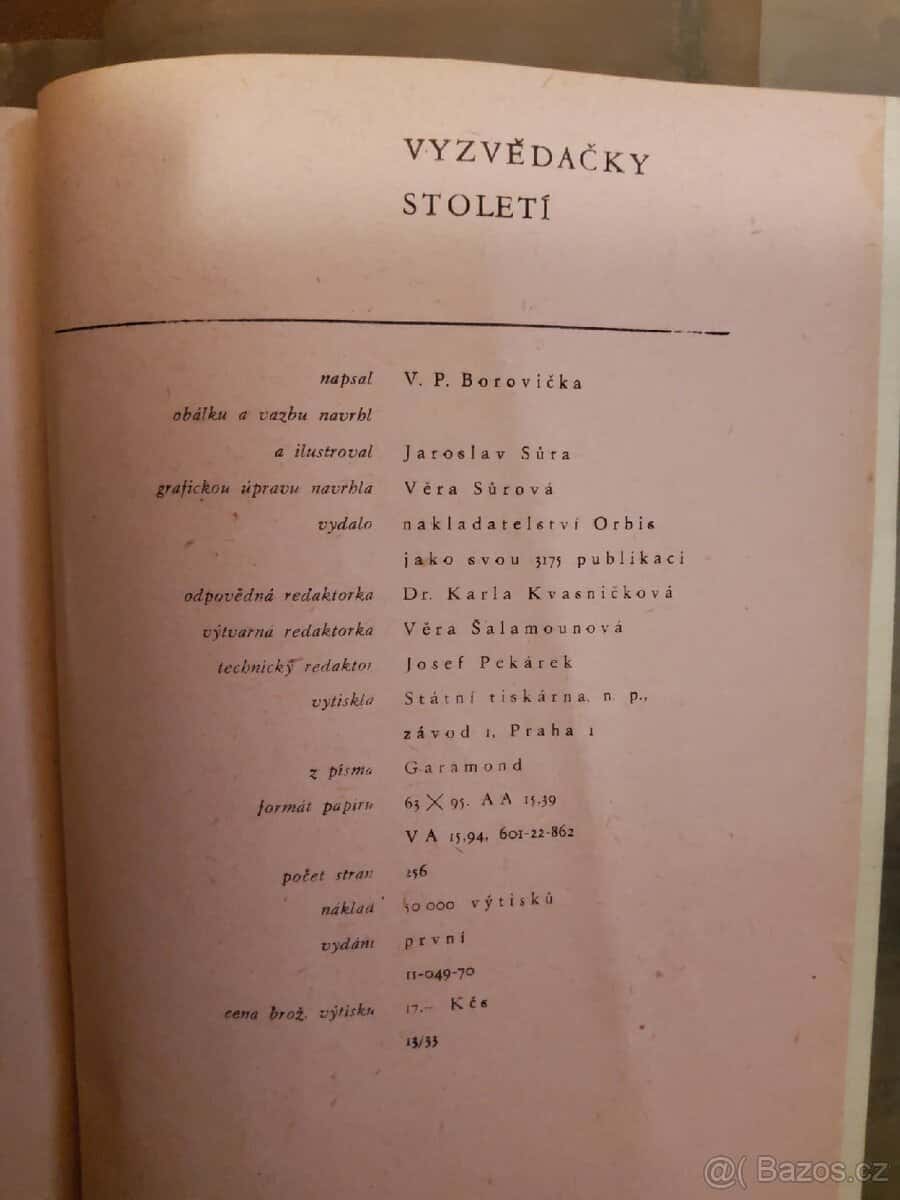 VYZVĚDAČKY
STOLETÍ
napsal V. P. Borovička
obálku a vazbu navrhl
a ilustroval Jaroslav Sůra
grafickou úpravu navrhla Věra Sůrová
vydalo nakladatelství Orbis
jako svou 3175 publikaci
odpovědná redaktorka Dr. Karla Kvasničková
výtvarná redaktorka Věra Šalamounová
technický redaktor Josef Pekárek
vytiskla Státní tiskárna, n. p.,
závod 1, Praha 1
z písma Garamond
formát papíru 63 × 95. AA 15,39
VA 15,94, 601-22-862
počet stran 256
náklad 50 000 výtisků
vydání první
11-049-70
cena brož. výtisku 17.– Kčs
13/33
@( Bazos.cz